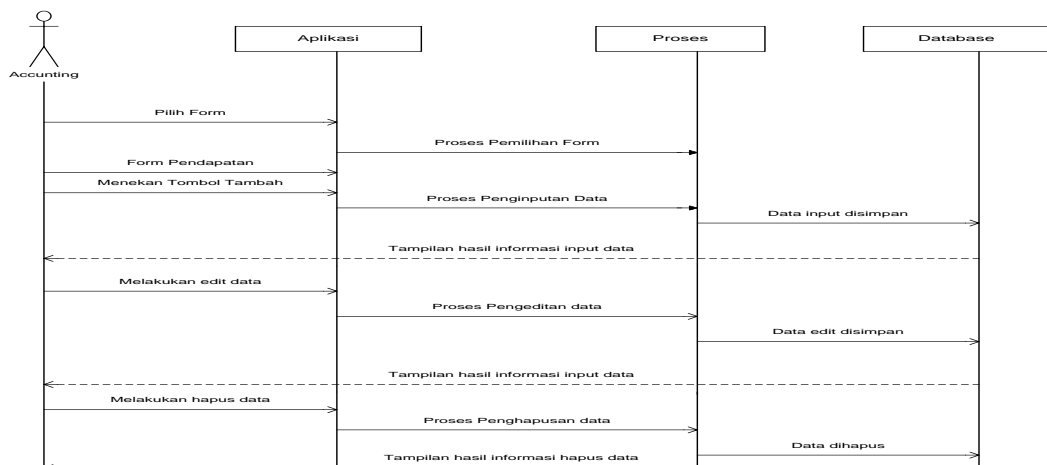 Aplikasi
Proses
Database
Accunting
Pilih Form
Proses Pemilihan Form
Form Pendapatan
Menekan Tombol Tambah
Proses Penginputan Data
Data input disimpan
Tampilan hasil informasi input data
Melakukan edit data
Proses Pengeditan data
Data edit disimpan
Tampilan hasil informasi input data
Melakukan hapus data
Proses Penghapusan data
Data dihapus
Tampilan hasil informasi hapus data